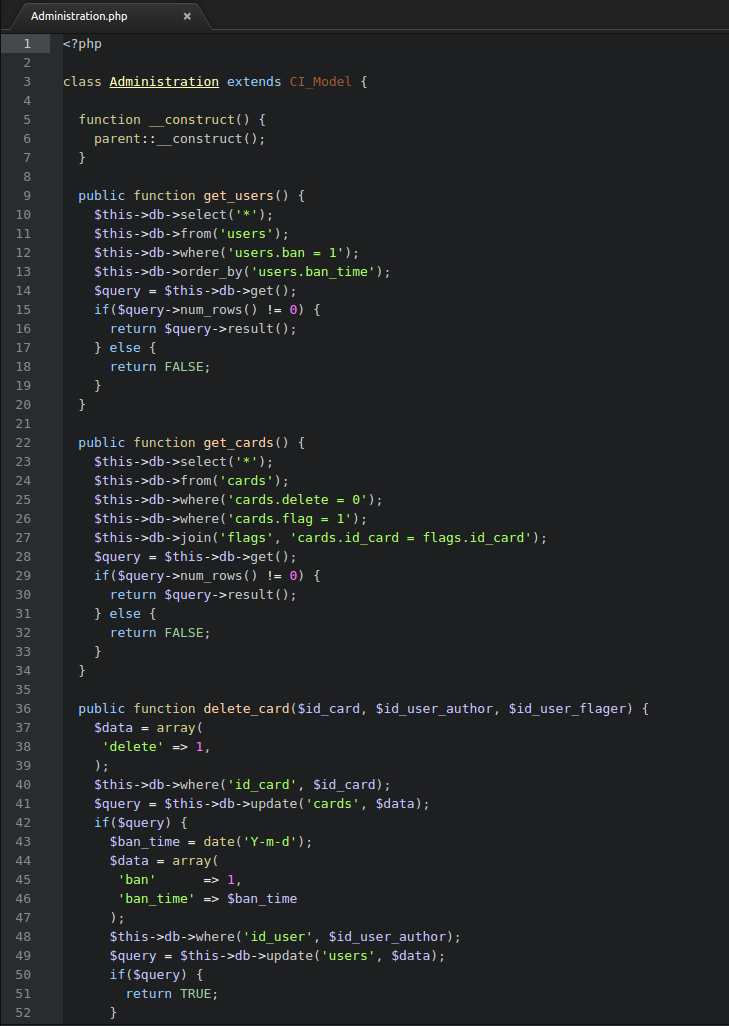 Administration.php ×
1 <?php
2
3 class Administration extends CI_Model {
4
5   function __construct() {
6     parent::__construct();
7   }
8
9   public function get_users() {
10     $this->db->select('*');
11     $this->db->from('users');
12     $this->db->where('users.ban = 1');
13     $this->db->order_by('users.ban_time');
14     $query = $this->db->get();
15     if($query->num_rows() != 0) {
16       return $query->result();
17     } else {
18       return FALSE;
19     }
20   }
21
22   public function get_cards() {
23     $this->db->select('*');
24     $this->db->from('cards');
25     $this->db->where('cards.delete = 0');
26     $this->db->where('cards.flag = 1');
27     $this->db->join('flags', 'cards.id_card = flags.id_card');
28     $query = $this->db->get();
29     if($query->num_rows() != 0) {
30       return $query->result();
31     } else {
32       return FALSE;
33     }
34   }
35
36   public function delete_card($id_card, $id_user_author, $id_user_flager) {
37     $data = array(
38      'delete' => 1,
39     );
40     $this->db->where('id_card', $id_card);
41     $query = $this->db->update('cards', $data);
42     if($query) {
43       $ban_time = date('Y-m-d');
44       $data = array(
45        'ban'      => 1,
46        'ban_time' => $ban_time
47       );
48       $this->db->where('id_user', $id_user_author);
49       $query = $this->db->update('users', $data);
50       if($query) {
51         return TRUE;
52       }